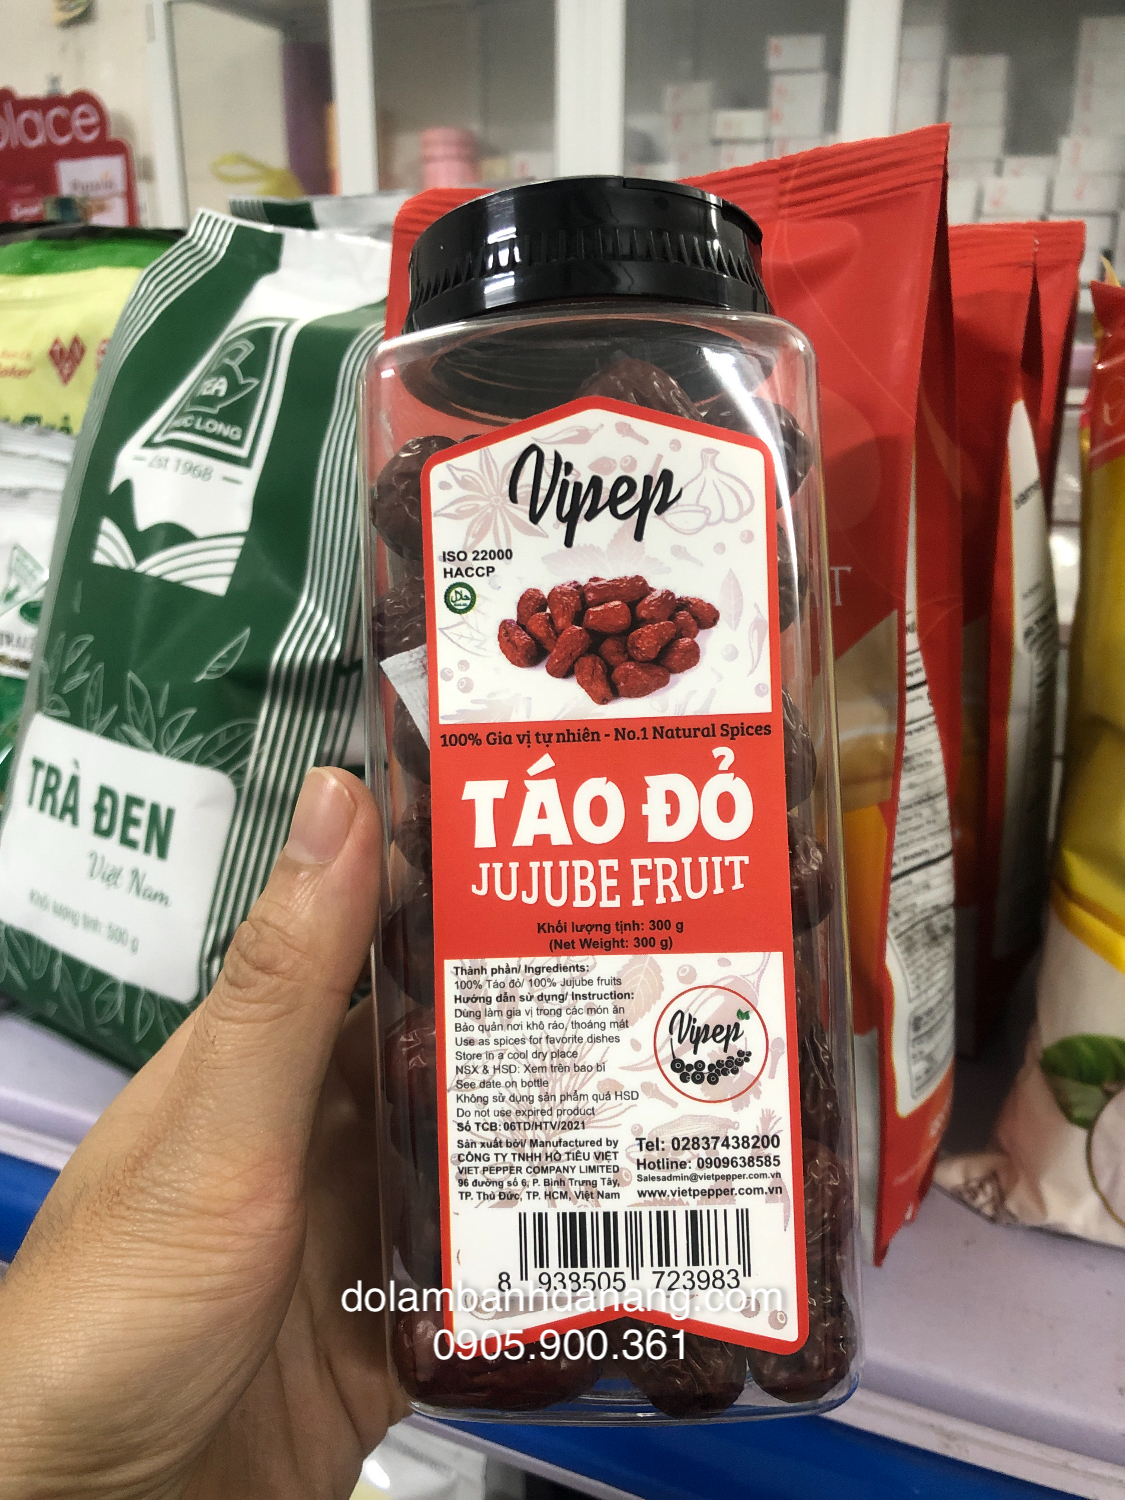 place
TEA
PHUC LONG
Est 1968
TRÀ ĐEN
Việt Nam
Khối lượng tịnh: 500 g
Vipep
ISO 22000
HACCP
100% Gia vị tự nhiên - No.1 Natural Spices
TÁO ĐỎ
JUJUBE FRUIT
Khối lượng tịnh: 300 g
(Net Weight: 300 g)
Thành phần/ Ingredients:
100% Táo đỏ/ 100% Jujube fruits
Hướng dẫn sử dụng/ Instruction:
Dùng làm gia vị trong các món ăn
Bảo quản nơi khô ráo, thoáng mát
Use as spices for favorite dishes
Store in a cool dry place
NSX & HSD: Xem trên bao bì
See date on bottle
Không sử dụng sản phẩm quá HSD
Do not use expired product
Số TCB: 06TD/HTV/2021
Vipep
Sản xuất bởi/ Manufactured by
CÔNG TY TNHH HỒ TIÊU VIỆT
VIET PEPPER COMPANY LIMITED
96 đường số 6, P. Bình Trưng Tây,
TP. Thủ Đức, TP. HCM, Việt Nam
Tel: 02837438200
Hotline: 0909638585
Salesadmin@vietpepper.com.vn
www.vietpepper.com.vn
8 938505 723983
dolambanhdanang.com
0905.900.361